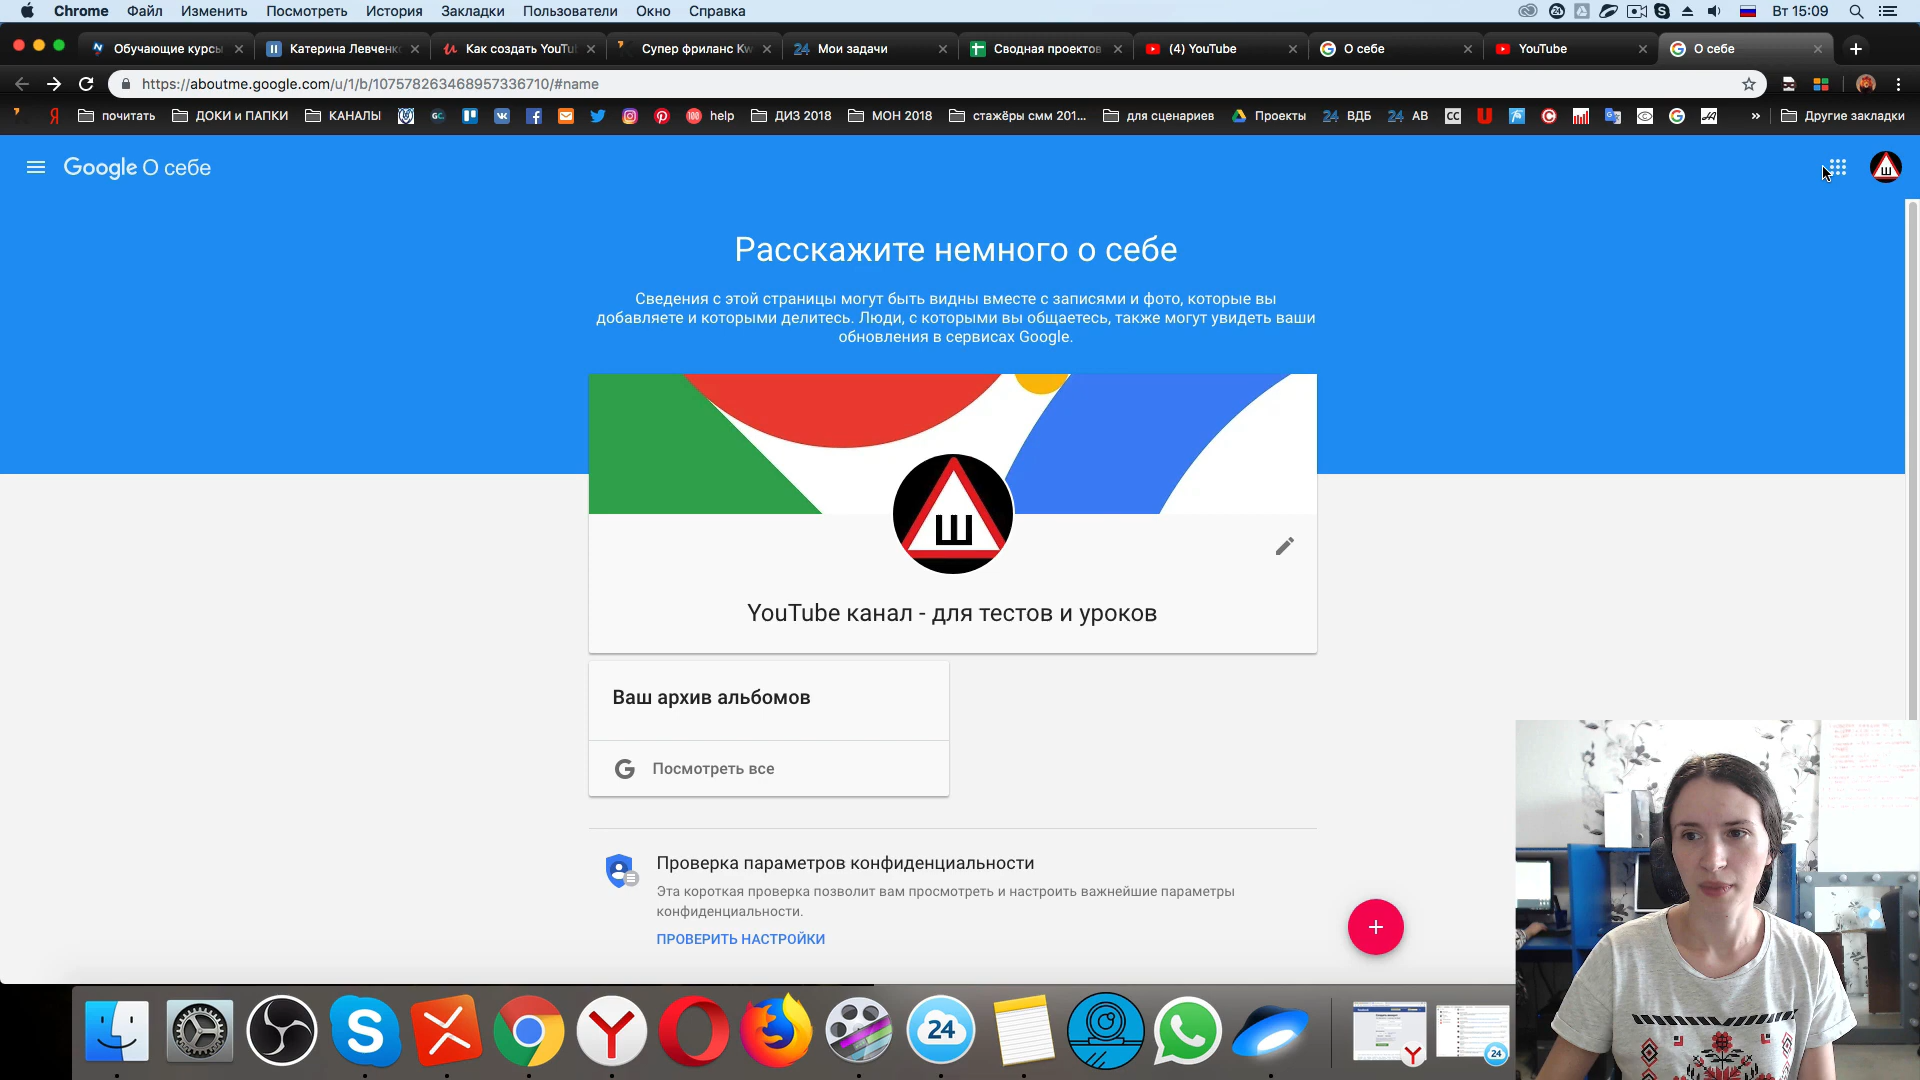 Chrome Файл Изменить Посмотреть История Закладки Пользователи Окно Справка Вт 15:09
Обучающие курсы Катерина Левченко Как создать YouTu Супер фриланс Kw Мои задачи Сводная проектов (4) YouTube О себе YouTube О себе
https://aboutme.google.com/u/1/b/107578263468957336710/#name
почитать ДОКИ и ПАПКИ КАНАЛЫ help ДИЗ 2018 МОН 2018 стажёры смм 201... для сценариев Проекты 24 ВДБ 24 АВ Другие закладки
Google О себе
Расскажите немного о себе
Сведения с этой страницы могут быть видны вместе с записями и фото, которые вы
добавляете и которыми делитесь. Люди, с которыми вы общаетесь, также могут увидеть ваши
обновления в сервисах Google.
Ш
YouTube канал - для тестов и уроков
Ваш архив альбомов
Посмотреть все
Проверка параметров конфиденциальности
Эта короткая проверка позволит вам просмотреть и настроить важнейшие параметры
конфиденциальности.
ПРОВЕРИТЬ НАСТРОЙКИ
24